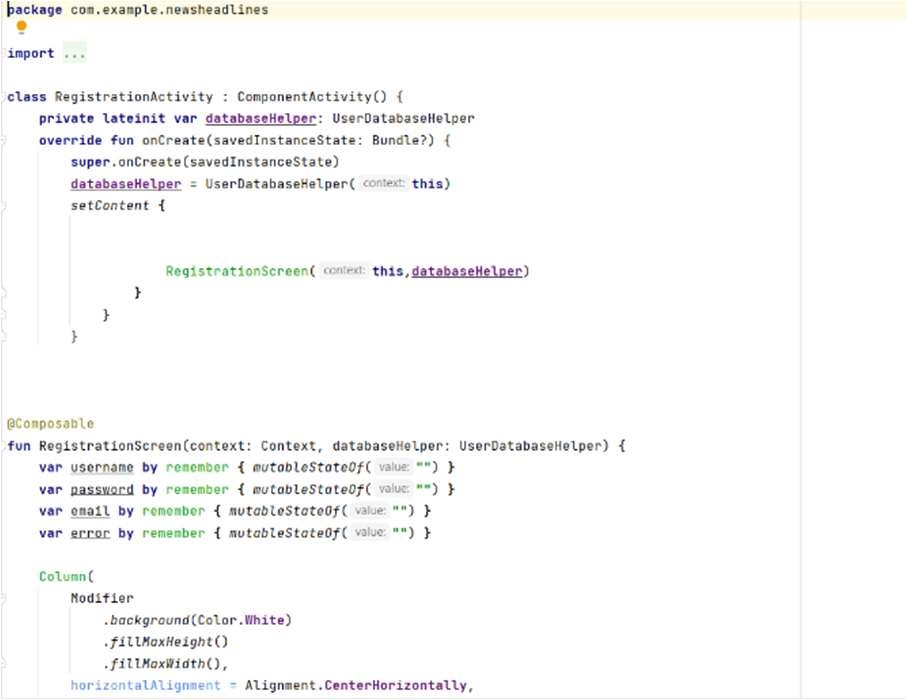 package com.example.newsheadlines
import ...
class RegistrationActivity : ComponentActivity() {
    private lateinit var databaseHelper: UserDatabaseHelper
    override fun onCreate(savedInstanceState: Bundle?) {
        super.onCreate(savedInstanceState)
        databaseHelper = UserDatabaseHelper( context: this)
        setContent {
                    RegistrationScreen( context: this,databaseHelper)
                }
            }
        }
@Composable
fun RegistrationScreen(context: Context, databaseHelper: UserDatabaseHelper) {
    var username by remember { mutableStateOf( value: "") }
    var password by remember { mutableStateOf( value: "") }
    var email by remember { mutableStateOf( value: "") }
    var error by remember { mutableStateOf( value: "") }
    Column(
        Modifier
            .background(Color.White)
            .fillMaxHeight()
            .fillMaxWidth(),
        horizontalAlignment = Alignment.CenterHorizontally,